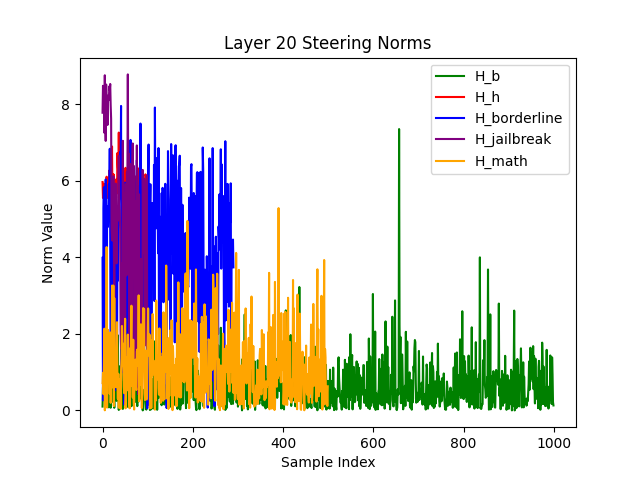 Layer 20 Steering Norms
H_b
H_h
H_borderline
H_jailbreak
H_math
Norm Value
8
6
4
2
0
0 200 400 600 800 1000
Sample Index